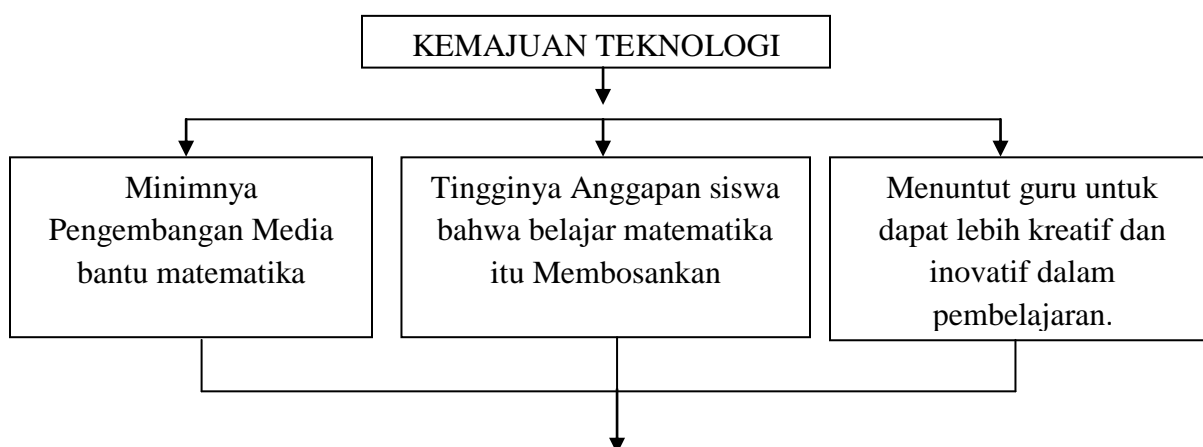 KEMAJUAN TEKNOLOGI
Minimnya
Pengembangan Media
bantu matematika
Tingginya Anggapan siswa
bahwa belajar matematika
itu Membosankan
Menuntut guru untuk
dapat lebih kreatif dan
inovatif dalam
pembelajaran.